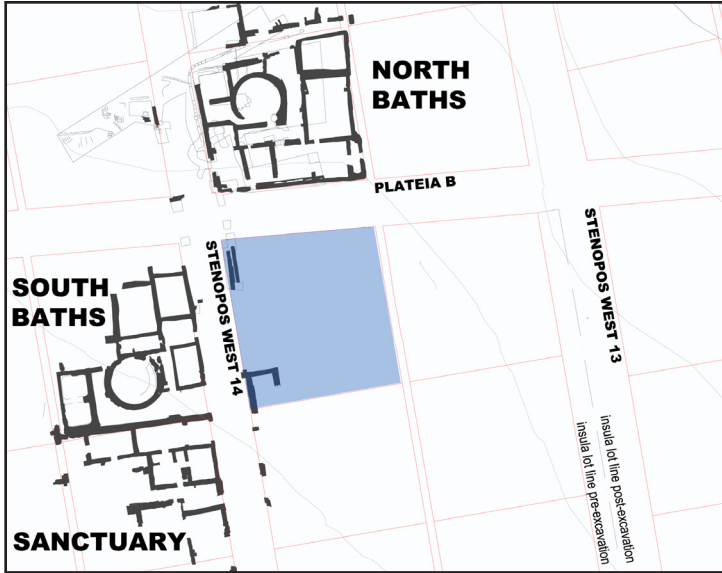 NORTH
BATHS
PLATEIA B
STENOPOS WEST 14
STENOPOS WEST 13
SOUTH
BATHS
insula lot line post-excavation
insula lot line pre-excavation
SANCTUARY